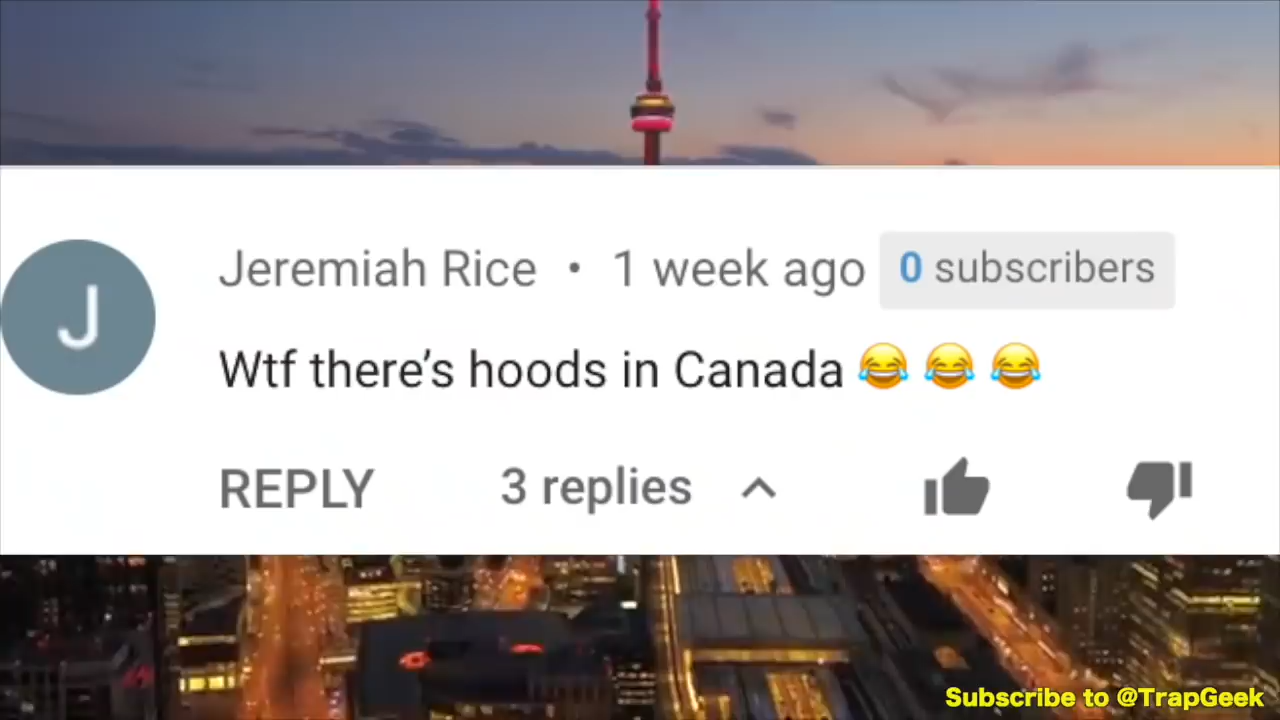 J
Jeremiah Rice • 1 week ago 0 subscribers
Wtf there's hoods in Canada 😂 😂 😂
REPLY 3 replies
Subscribe to @TrapGeek